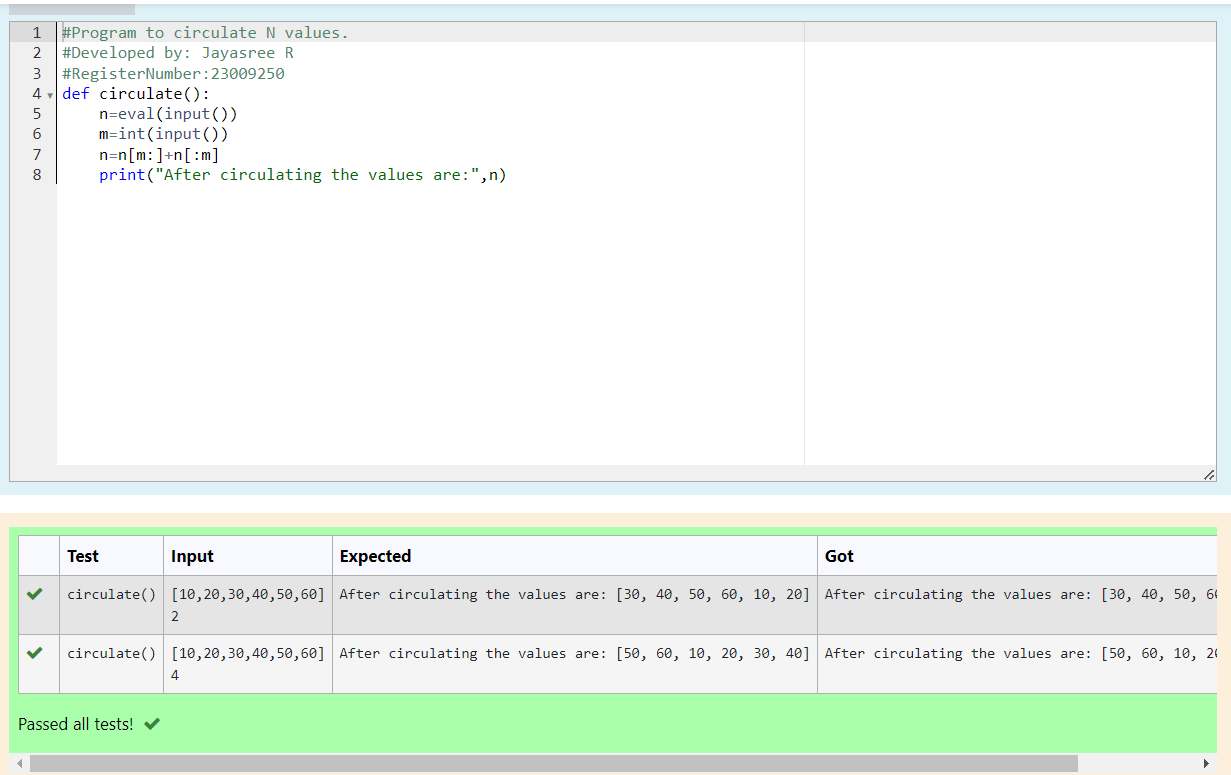 1 #Program to circulate N values.
2 #Developed by: Jayasree R
3 #RegisterNumber:23009250
4 def circulate():
5     n=eval(input())
6     m=int(input())
7     n=n[m:]+n[:m]
8     print("After circulating the values are:",n)
Test Input Expected Got
circulate() [10,20,30,40,50,60] After circulating the values are: [30, 40, 50, 60, 10, 20] After circulating the values are: [30, 40, 50,
2
circulate() [10,20,30,40,50,60] After circulating the values are: [50, 60, 10, 20, 30, 40] After circulating the values are: [50, 60, 10,
4
Passed all tests!